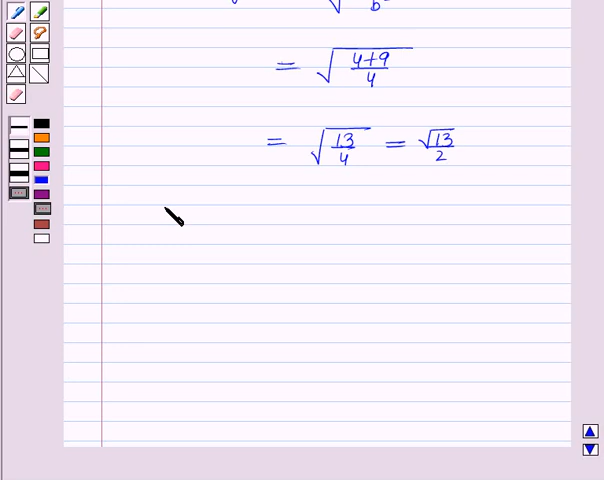 = √(4+9/4)
= √(13/4) = √13/2